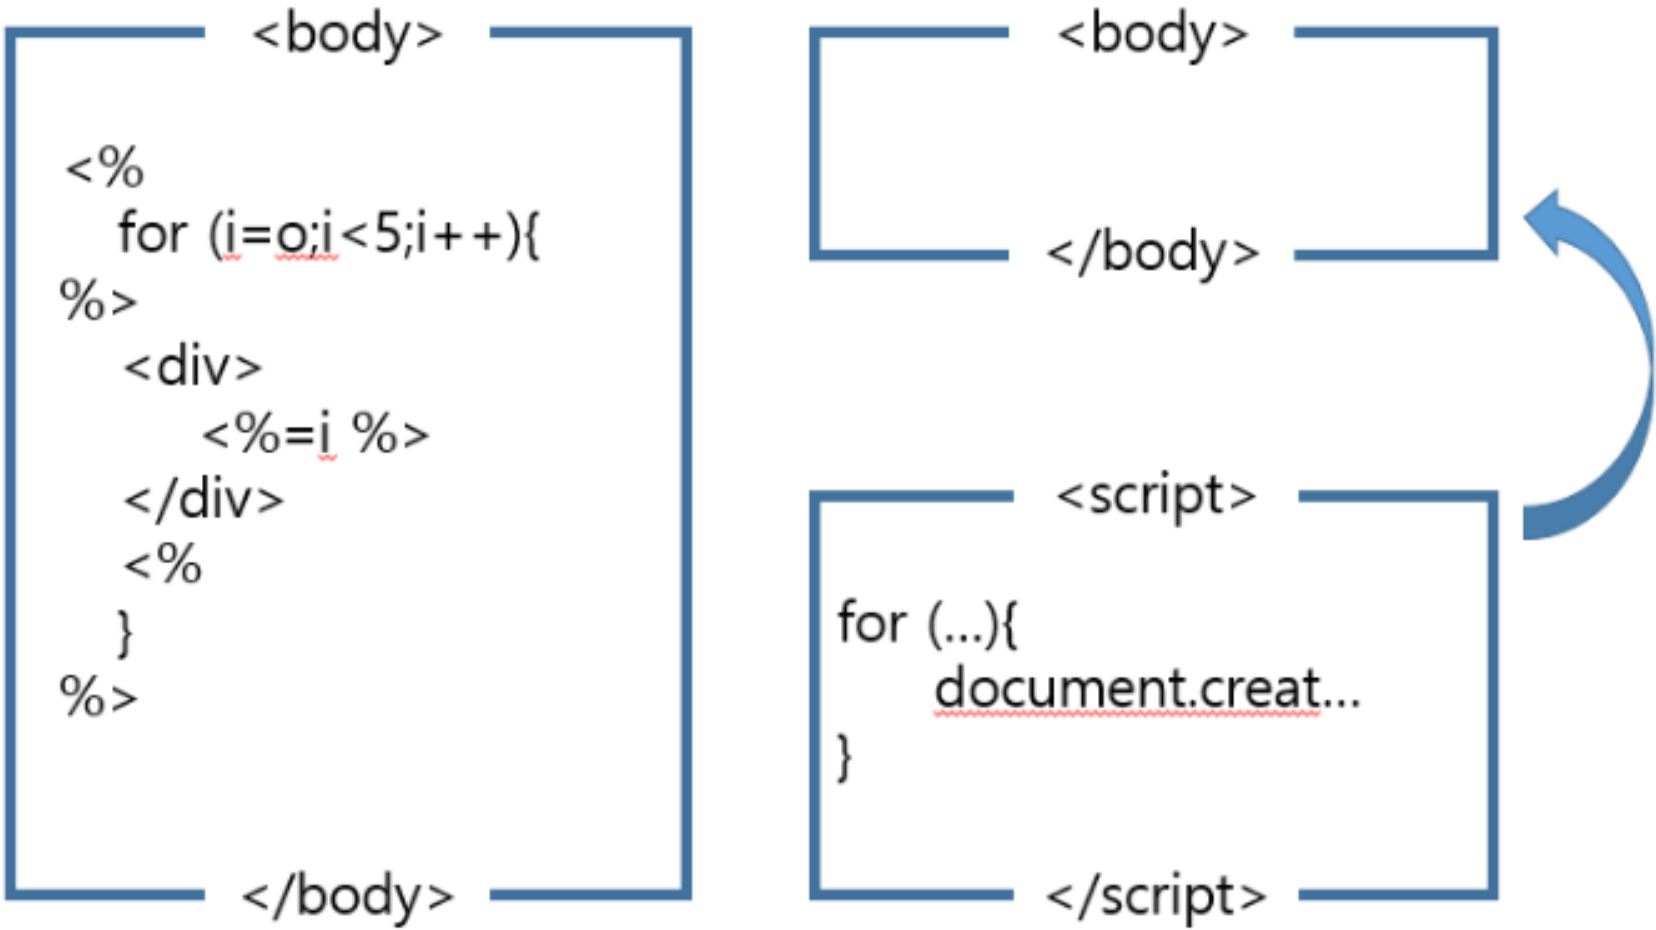 <body>
<%
for (i=o;i<5;i++){
%>
<div>
<%=i %>
</div>
<%
}
%>
</body>
<body>
</body>
<script>
for (...){
document.creat...
}
</script>